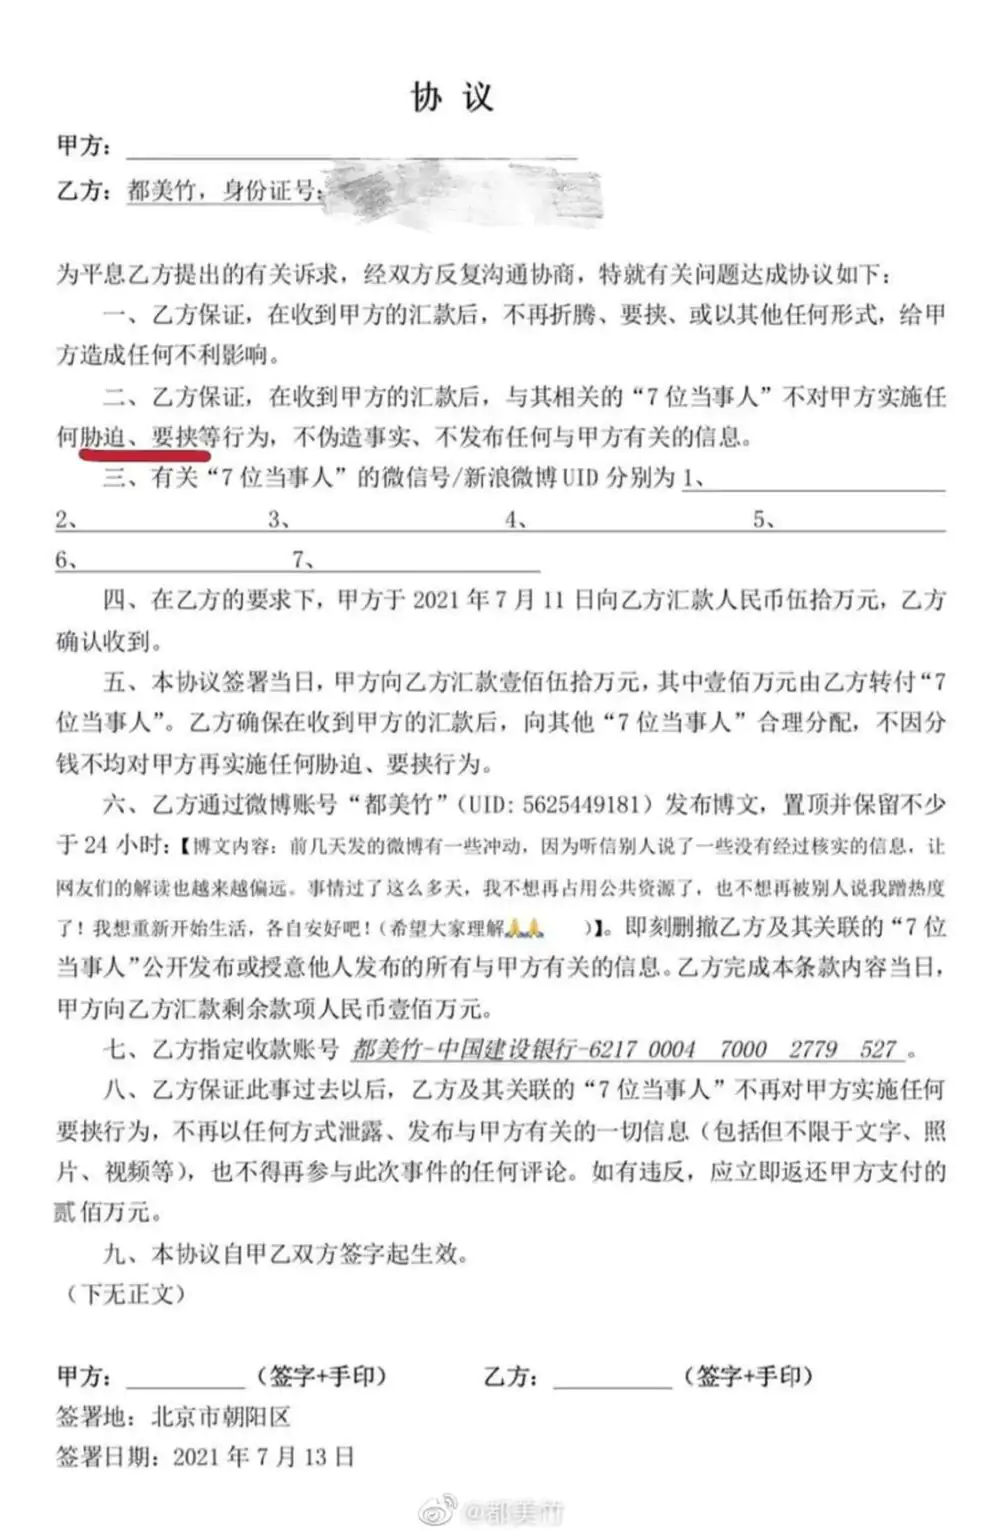 协 议
甲方：
乙方：都美竹，身份证号：
为平息乙方提出的有关诉求，经双方反复沟通协商，特就有关问题达成协议如下：
一、乙方保证，在收到甲方的汇款后，不再折腾、要挟、或以其他任何形式，给甲
方造成任何不利影响。
二、乙方保证，在收到甲方的汇款后，与其相关的“7 位当事人”不对甲方实施任
何胁迫、要挟等行为，不伪造事实、不发布任何与甲方有关的信息。
三、有关“7 位当事人”的微信号/新浪微博 UID 分别为 1、
2、 3、 4、 5、
6、 7、
四、在乙方的要求下，甲方于 2021 年 7 月 11 日向乙方汇款人民币伍拾万元，乙方
确认收到。
五、本协议签署当日，甲方向乙方汇款壹佰伍拾万元，其中壹佰万元由乙方转付“7
位当事人”。乙方确保在收到甲方的汇款后，向其他“7 位当事人”合理分配，不因分
钱不均对甲方再实施任何胁迫、要挟行为。
六、乙方通过微博账号“都美竹”（UID: 5625449181）发布博文，置顶并保留不少
于 24 小时：【博文内容：前几天发的微博有一些冲动，因为听信别人说了一些没有经过核实的信息，让
网友们的解读也越来越偏远。事情过了这么多天，我不想再占用公共资源了，也不想再被别人说我蹭热度
了！我想重新开始生活，各自安好吧！（希望大家理解🙏🙏 ）】。即刻删撤乙方及其关联的“7 位
当事人”公开发布或授意他人发布的所有与甲方有关的信息。乙方完成本条款内容当日，
甲方向乙方汇款剩余款项人民币壹佰万元。
七、乙方指定收款账号 都美竹-中国建设银行-6217 0004 7000 2779 527 。
八、乙方保证此事过去以后，乙方及其关联的“7 位当事人”不再对甲方实施任何
要挟行为，不再以任何方式泄露、发布与甲方有关的一切信息（包括但不限于文字、照
片、视频等），也不得再参与此次事件的任何评论。如有违反，应立即返还甲方支付的
贰佰万元。
九、本协议自甲乙双方签字起生效。
（下无正文）
甲方： （签字+手印） 乙方： （签字+手印）
签署地：北京市朝阳区
签署日期：2021 年 7 月 13 日
@都美竹